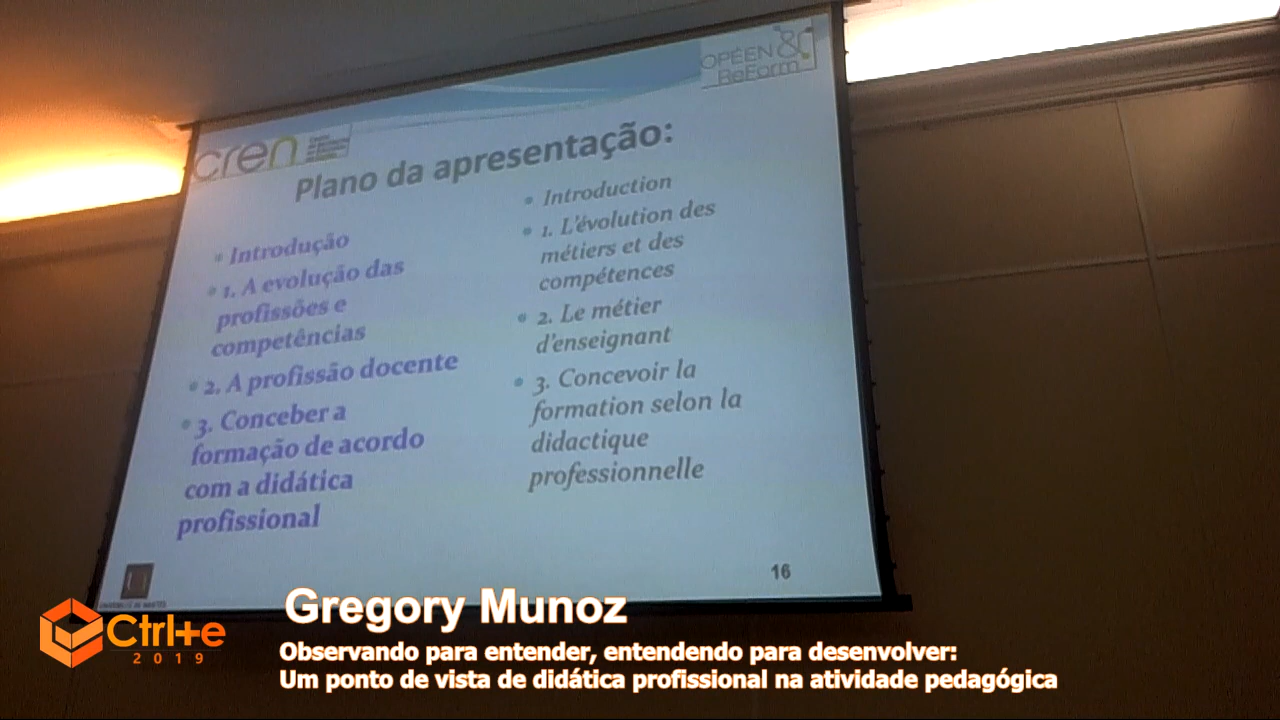 OPÉEN &
ReForm
cren
Plano da apresentação:
• Introdução
• 1. A evolução das
profissões e
competências
• 2. A profissão docente
• 3. Conceber a
formação de acordo
com a didática
profissional
• Introduction
• 1. L'évolution des
métiers et des
compétences
• 2. Le métier
d'enseignant
• 3. Concevoir la
formation selon la
didactique
professionnelle
16
Ctrl+e
2019
Gregory Munoz
Observando para entender, entendendo para desenvolver:
Um ponto de vista de didática profissional na atividade pedagógica